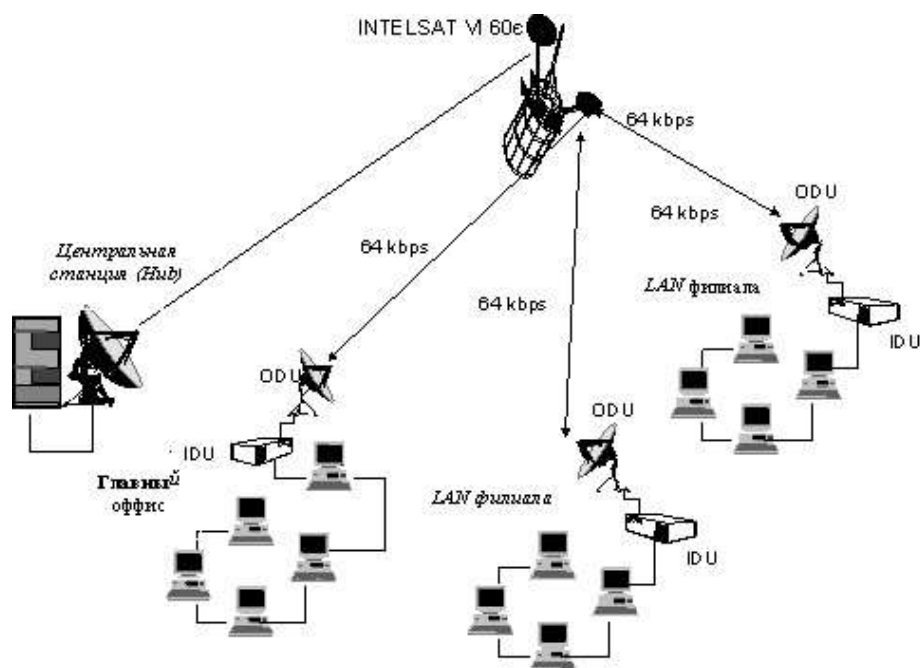 INTELSAT VI 60e
64 kbps
ODU
64 kbps
Центральная
станция (Hub)
64 kbps
LAN филиала
64 kbps
IDU
ODU
ODU
IDU
Главный
оффис
LAN филиала
IDU